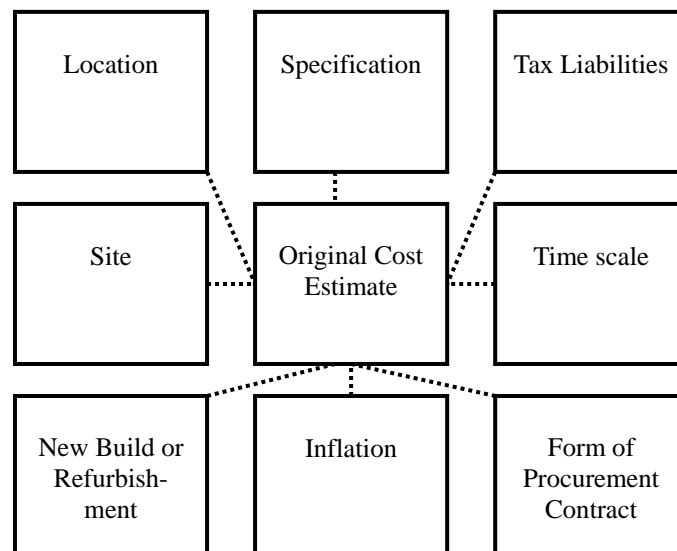 Location
Specification
Tax Liabilities
Site
Original Cost
Estimate
Time scale
New Build or
Refurbish-
ment
Inflation
Form of
Procurement
Contract